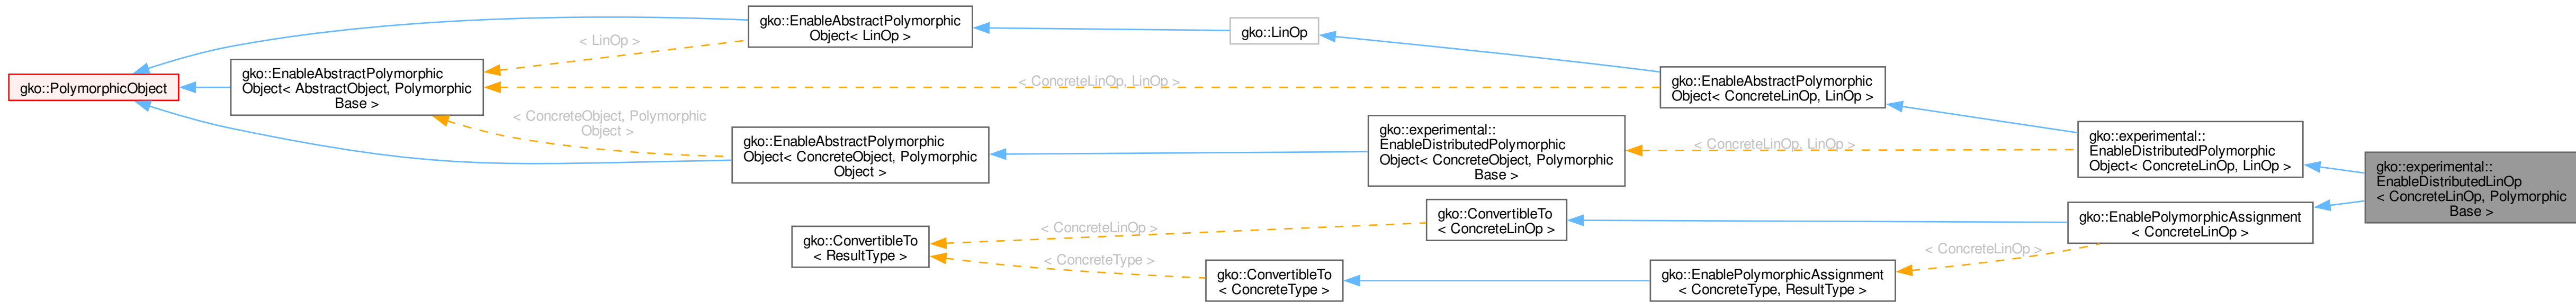 gko::PolymorphicObject
gko::EnableAbstractPolymorphic
Object< AbstractObject, Polymorphic
Base >
gko::EnableAbstractPolymorphic
Object< LinOp >
< LinOp >
gko::LinOp
< ConcreteLinOp, LinOp >
gko::EnableAbstractPolymorphic
Object< ConcreteLinOp, LinOp >
< ConcreteObject, Polymorphic
Object >
gko::EnableAbstractPolymorphic
Object< ConcreteObject, Polymorphic
Object >
gko::experimental::
EnableDistributedPolymorphic
Object< ConcreteObject, Polymorphic
Base >
< ConcreteLinOp, LinOp >
gko::experimental::
EnableDistributedPolymorphic
Object< ConcreteLinOp, LinOp >
gko::experimental::
EnableDistributedLinOp
< ConcreteLinOp, Polymorphic
Base >
gko::ConvertibleTo
< ResultType >
< ConcreteLinOp >
gko::ConvertibleTo
< ConcreteLinOp >
gko::EnablePolymorphicAssignment
< ConcreteLinOp >
< ConcreteType >
gko::ConvertibleTo
< ConcreteType >
gko::EnablePolymorphicAssignment
< ConcreteType, ResultType >
< ConcreteLinOp >